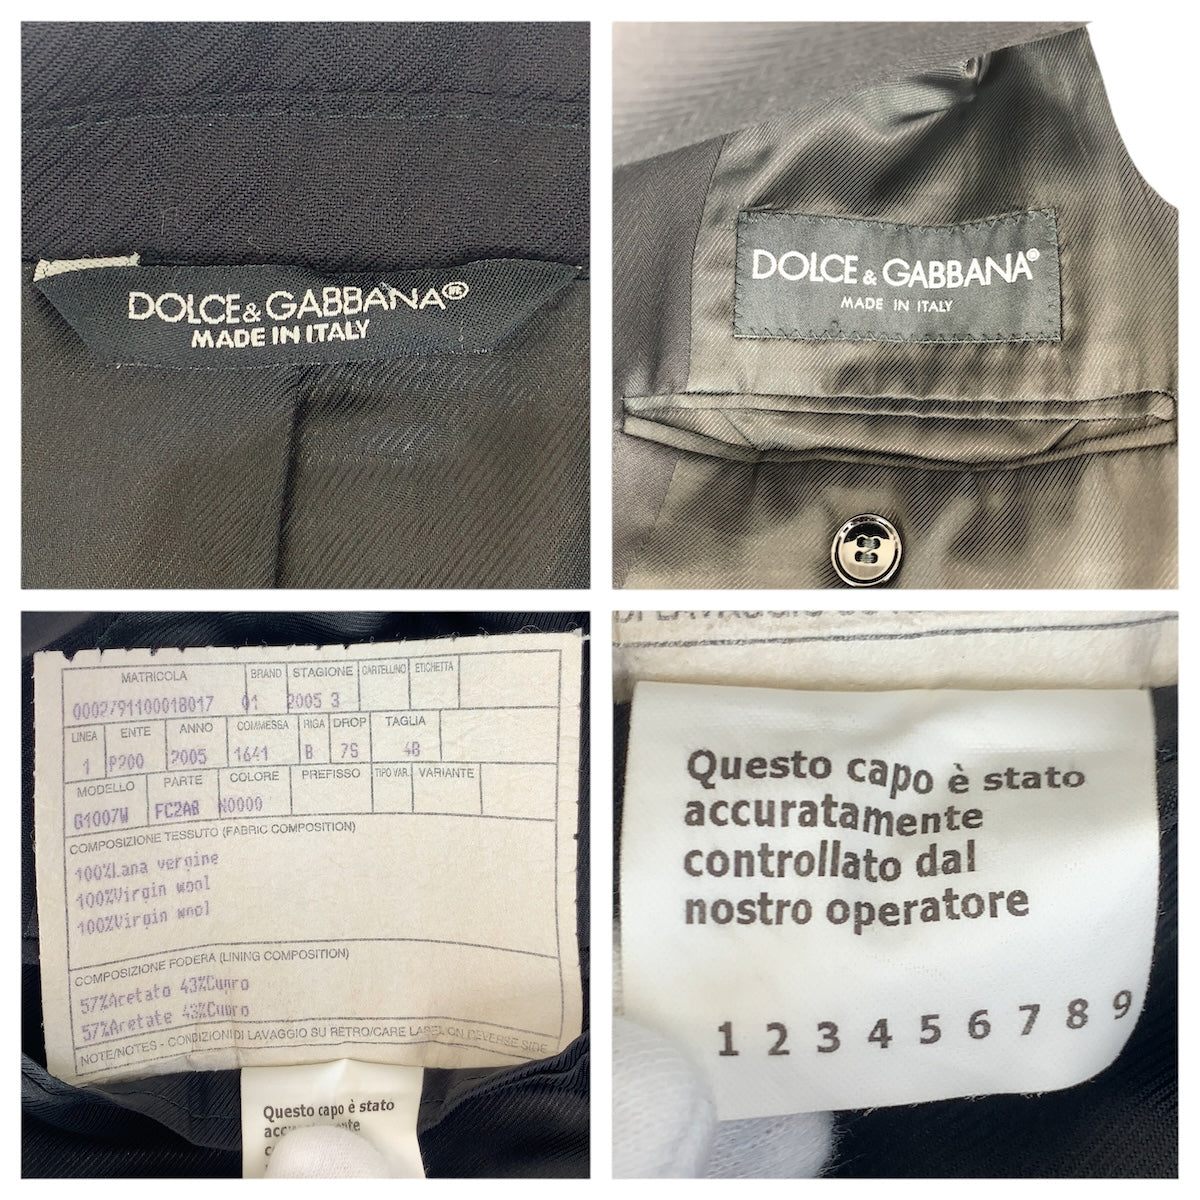 DOLCE & GABBANA®
MADE IN ITALY
DOLCE & GABBANA®
MADE IN ITALY
MATRICOLA BRAND STAGIONE CARTELLINO ETICHETTA
000279110001B017 01 2005 3
LINEA ENTE ANNO COMMESSA RIGA DROP TAGLIA
1 P200 2005 1641 B 7S 48
MODELLO PARTE COLORE PREFISSO TIPO VAR. VARIANTE
G1007W FC2A8 N0000
COMPOSIZIONE TESSUTO (FABRIC COMPOSITION)
100%Lana vergine
100%Virgin wool
100%Virgin wool
COMPOSIZIONE FODERA (LINING COMPOSITION)
57%Acetato 43%Cupro
57%Acetate 43%Cupro
NOTE/NOTES - CONDIZIONI DI LAVAGGIO SU RETRO/CARE LABEL ON REVERSE SIDE
Questo capo è stato
DI LAVAGGIO SU
Questo capo è stato
accuratamente
controllato dal
nostro operatore
1 2 3 4 5 6 7 8 9